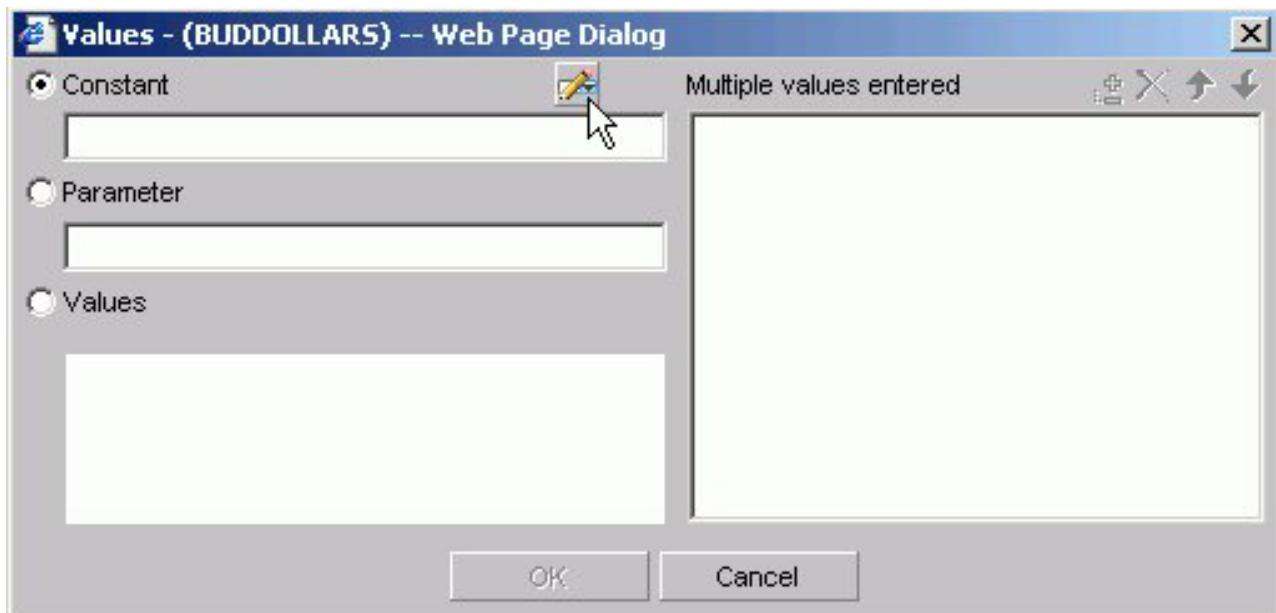 Values - (BUDDOLLARS) -- Web Page Dialog
Constant
Multiple values entered
Parameter
Values
OK
Cancel